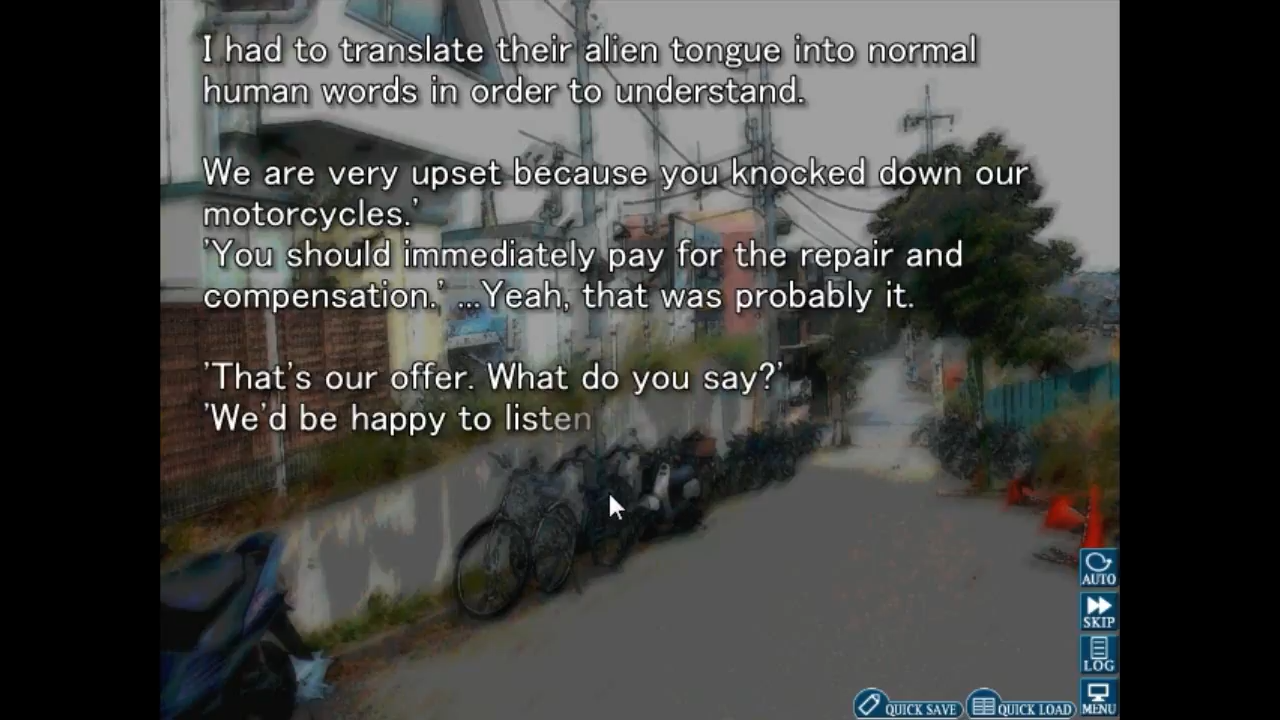 I had to translate their alien tongue into normal
human words in order to understand.
We are very upset because you knocked down our
motorcycles.'
'You should immediately pay for the repair and
compensation.' ...Yeah, that was probably it.
'That's our offer. What do you say?'
'We'd be happy to listen
AUTO
SKIP
LOG
MENU
QUICK SAVE
QUICK LOAD